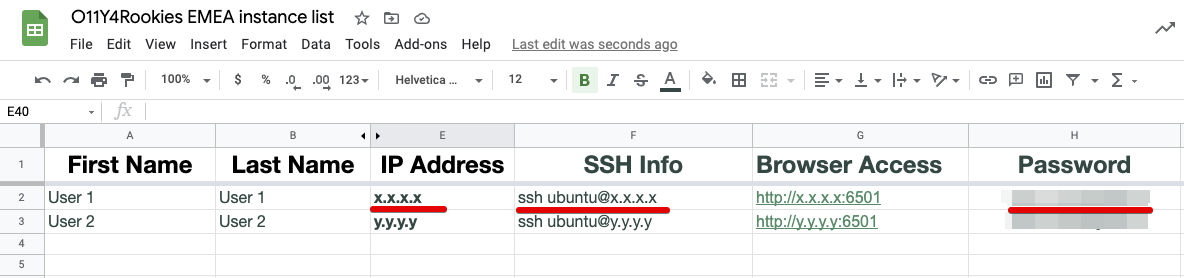 O11Y4Rookies EMEA instance list
File Edit View Insert Format Data Tools Add-ons Help Last edit was seconds ago
100% $ % .0 .00 123 Helvetica ... 12 B I S A
E40 fx
A B E F G H
1 First Name Last Name IP Address SSH Info Browser Access Password
2 User 1 User 1 x.x.x.x ssh ubuntu@x.x.x.x http://x.x.x.x:6501
3 User 2 User 2 y.y.y.y ssh ubuntu@y.y.y.y http://y.y.y.y:6501
4
5